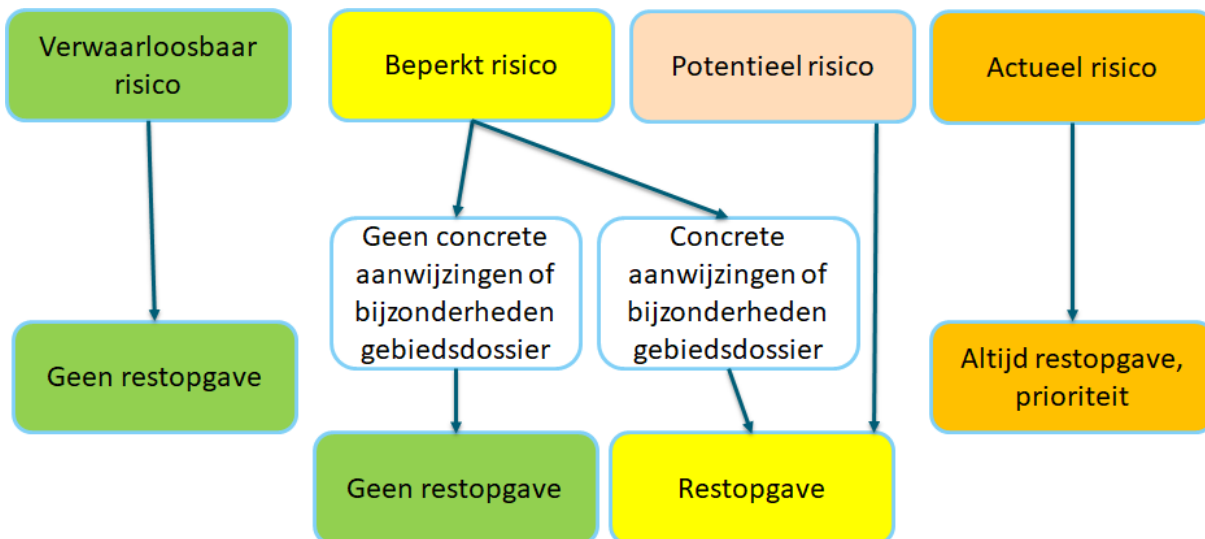 Verwaarloosbaar
risico
Beperkt risico
Potentieel risico
Actueel risico
Geen concrete
aanwijzingen of
bijzonderheden
gebiedsdossier
Concrete
aanwijzingen of
bijzonderheden
gebiedsdossier
Geen restopgave
Altijd restopgave,
prioriteit
Geen restopgave
Restopgave